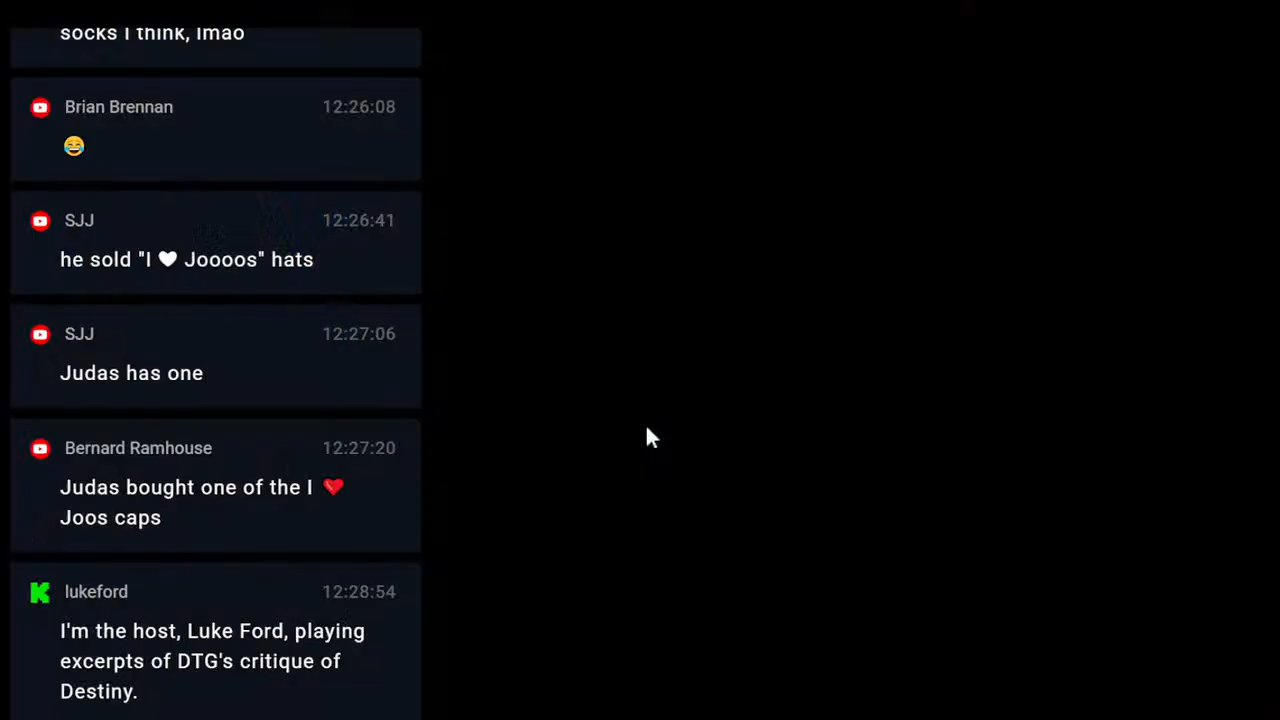 socks I think, lmao
Brian Brennan 12:26:08
😂
SJJ 12:26:41
he sold "I 🤍 Joooos" hats
SJJ 12:27:06
Judas has one
Bernard Ramhouse 12:27:20
Judas bought one of the I ❤️
Joos caps
lukeford 12:28:54
I'm the host, Luke Ford, playing
excerpts of DTG's critique of
Destiny.